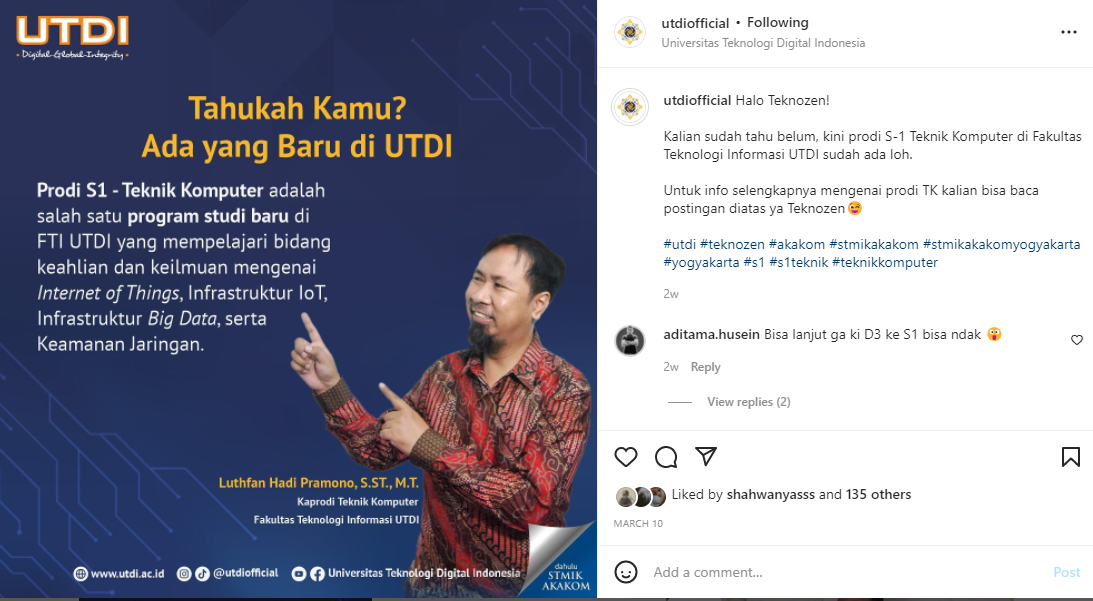 UTDI
• Digital-Global-Integrity •
Tahukah Kamu?
Ada yang Baru di UTDI
Prodi S1 - Teknik Komputer adalah
salah satu program studi baru di
FTI UTDI yang mempelajari bidang
keahlian dan keilmuan mengenai
Internet of Things, Infrastruktur IoT,
Infrastruktur Big Data, serta
Keamanan Jaringan.
Luthfan Hadi Pramono, S.ST., M.T.
Kaprodi Teknik Komputer
Fakultas Teknologi Informasi UTDI
www.utdi.ac.id @utdiofficial Universitas Teknologi Digital Indonesia
dahulu
STMIK
AKAKOM
utdiofficial • Following
Universitas Teknologi Digital Indonesia
utdiofficial Halo Teknozen!
Kalian sudah tahu belum, kini prodi S-1 Teknik Komputer di Fakultas
Teknologi Informasi UTDI sudah ada loh.
Untuk info selengkapnya mengenai prodi TK kalian bisa baca
postingan diatas ya Teknozen😜
#utdi #teknozen #akakom #stmikakakom #stmikakakomyogyakarta
#yogyakarta #s1 #s1teknik #teknikkomputer
2w
aditama.husein Bisa lanjut ga ki D3 ke S1 bisa ndak 😲
2w Reply
View replies (2)
Liked by shahwanyasss and 135 others
MARCH 10
Add a comment...
Post